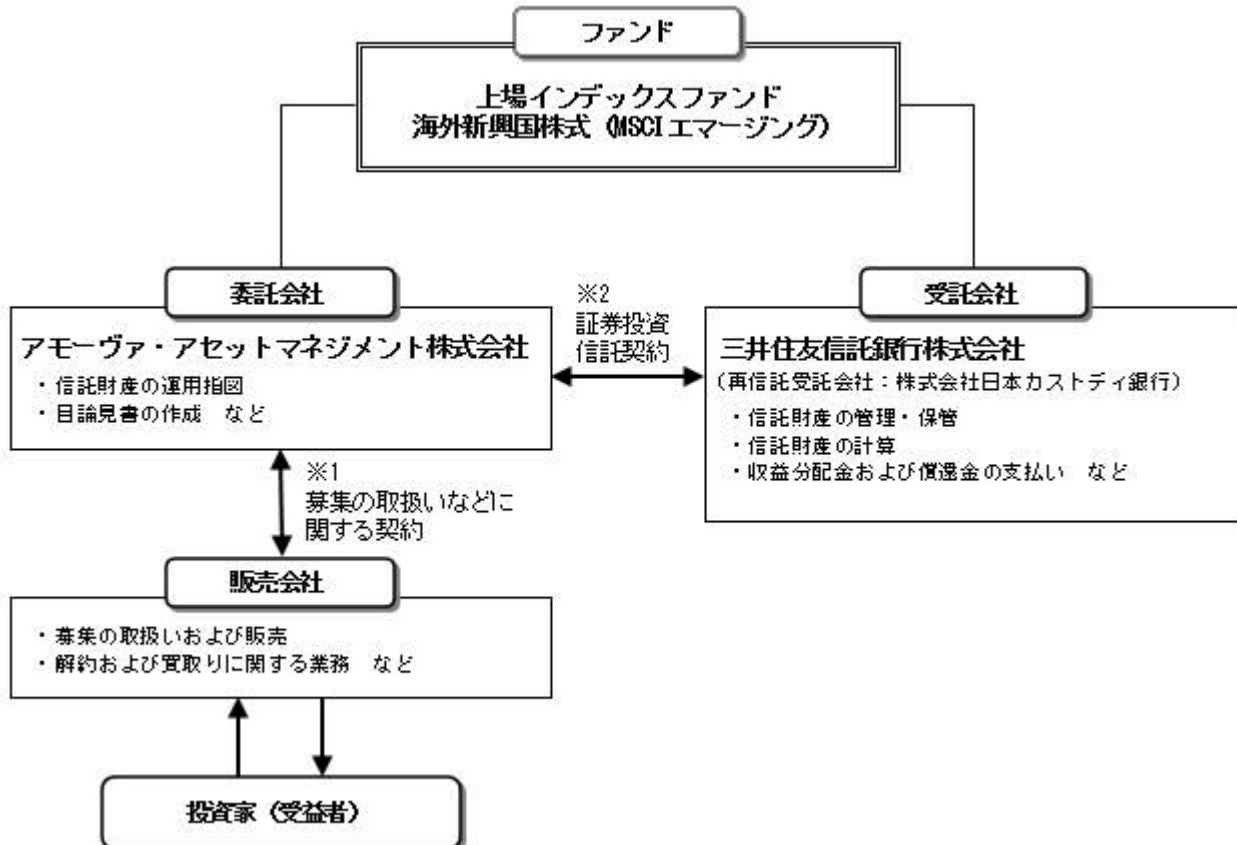 ファンド
上場インデックスファンド
海外新興国株式（MSCIエマージング）
委託会社
アモーヴァ・アセットマネジメント株式会社
・信託財産の運用指図
・目論見書の作成　など
※2
証券投資
信託契約
受託会社
三井住友信託銀行株式会社
（再信託受託会社：株式会社日本カストディ銀行）
・信託財産の管理・保管
・信託財産の計算
・収益分配金および償還金の支払い　など
※1
募集の取扱いなどに
関する契約
販売会社
・募集の取扱いおよび販売
・解約および買取りに関する業務　など
投資家（受益者）